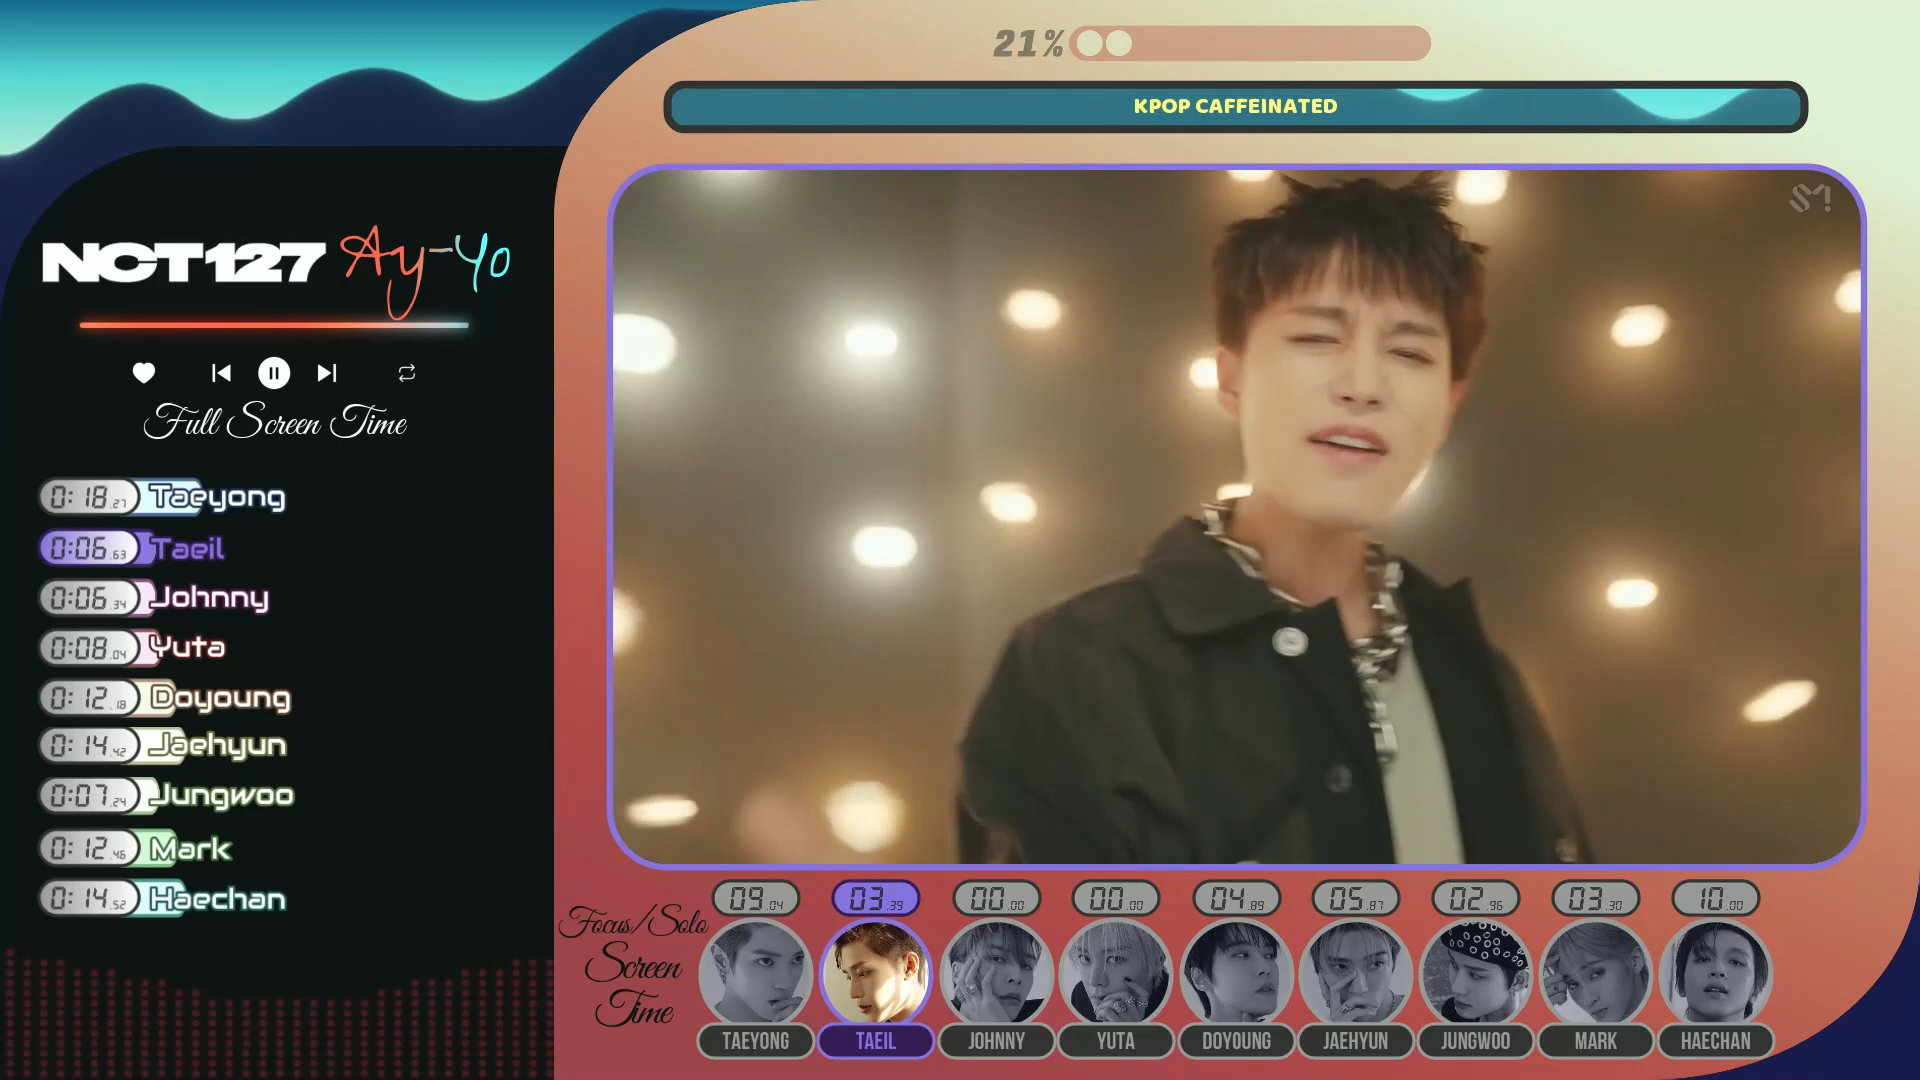 21%
KPOP CAFFEINATED
SM!
NCT127 Ay-Yo
Full Screen Time
0:18.27 Taeyong
0:06.63 Taeil
0:06.34 Johnny
0:08.04 Yuta
0:12.18 Doyoung
0:14.42 Jaehyun
0:07.24 Jungwoo
0:12.46 Mark
0:14.52 Haechan
Focus/Solo
Screen
Time
09.04 03.39 00.00 00.00 04.89 05.87 02.96 03.30 10.00
TAEYONG TAEIL JOHNNY YUTA DOYOUNG JAEHYUN JUNGWOO MARK HAECHAN